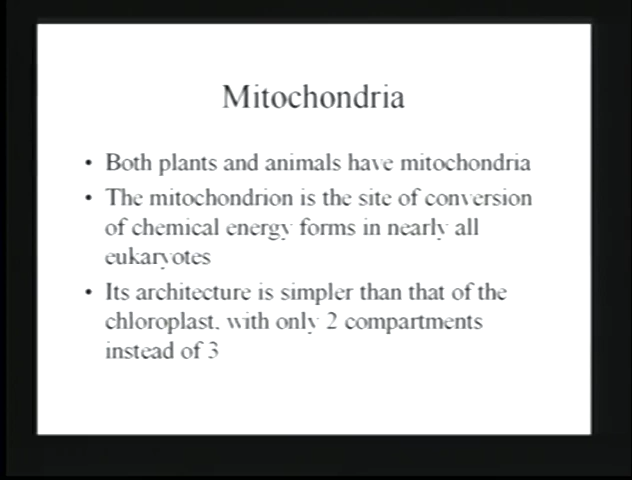 Mitochondria
• Both plants and animals have mitochondria
• The mitochondrion is the site of conversion
of chemical energy forms in nearly all
eukaryotes
• Its architecture is simpler than that of the
chloroplast, with only 2 compartments
instead of 3